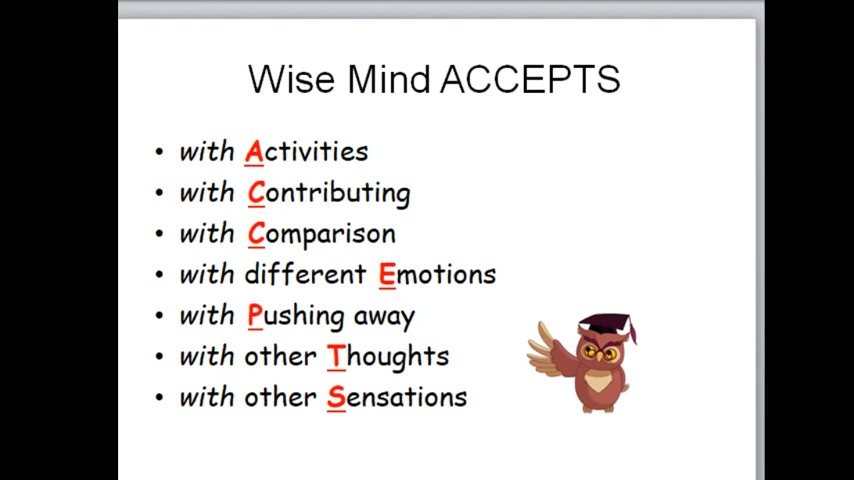 Wise Mind ACCEPTS
• with Activities
• with Contributing
• with Comparison
• with different Emotions
• with Pushing away
• with other Thoughts
• with other Sensations